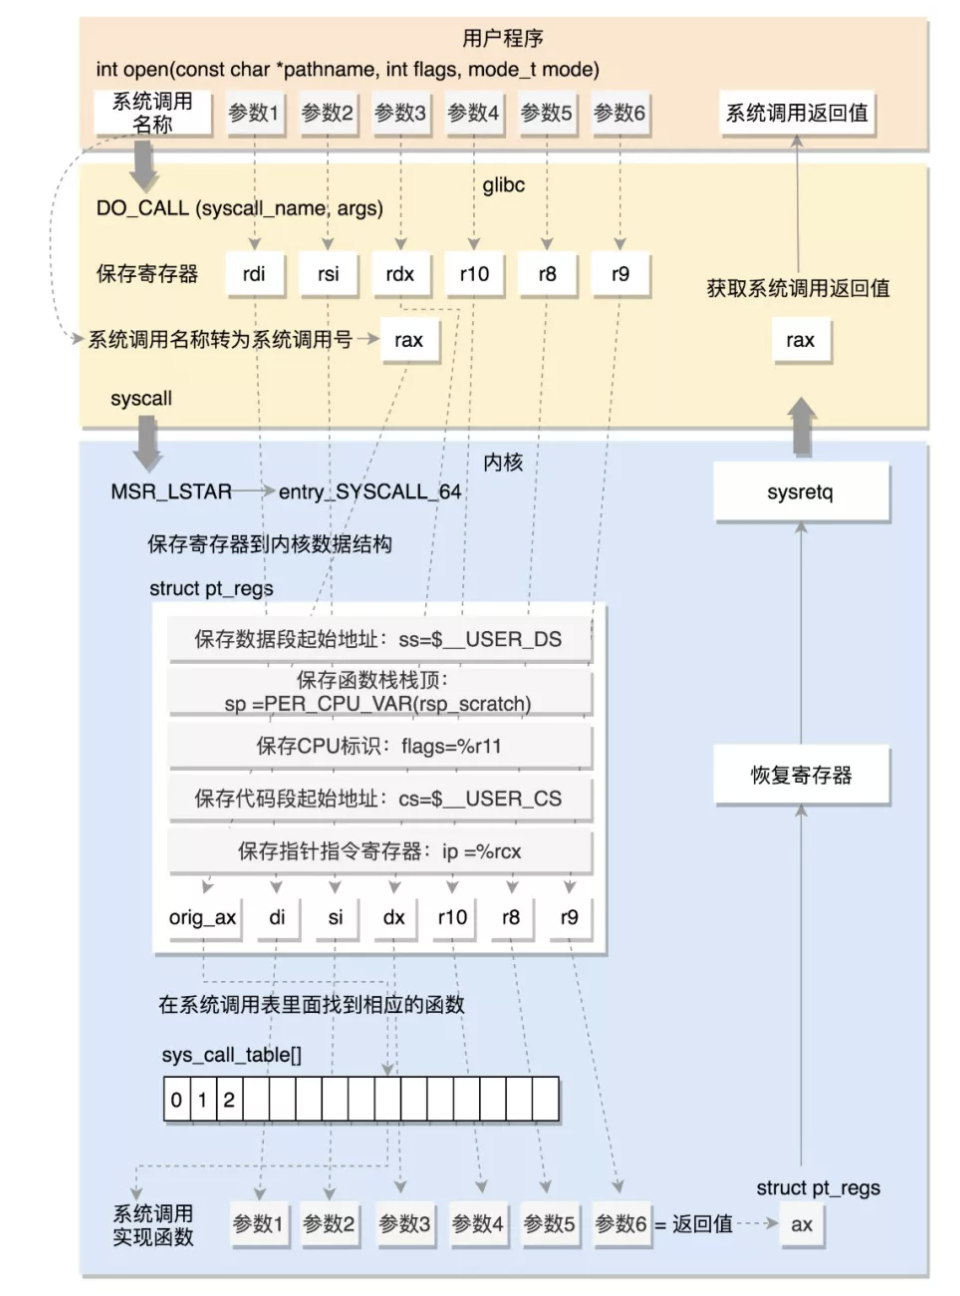 用户程序
int open(const char *pathname, int flags, mode_t mode)
系统调用
名称
参数1
参数2
参数3
参数4
参数5
参数6
系统调用返回值
glibc
DO_CALL (syscall_name, args)
保存寄存器
rdi
rsi
rdx
r10
r8
r9
获取系统调用返回值
系统调用名称转为系统调用号
rax
rax
syscall
内核
MSR_LSTAR
entry_SYSCALL_64
sysretq
保存寄存器到内核数据结构
struct pt_regs
保存数据段起始地址：ss=$__USER_DS
保存函数栈栈顶：
sp =PER_CPU_VAR(rsp_scratch)
保存CPU标识：flags=%r11
恢复寄存器
保存代码段起始地址：cs=$__USER_CS
保存指针指令寄存器：ip =%rcx
orig_ax
di
si
dx
r10
r8
r9
在系统调用表里面找到相应的函数
sys_call_table[]
0
1
2
struct pt_regs
系统调用
实现函数
参数1
参数2
参数3
参数4
参数5
参数6
= 返回值
ax